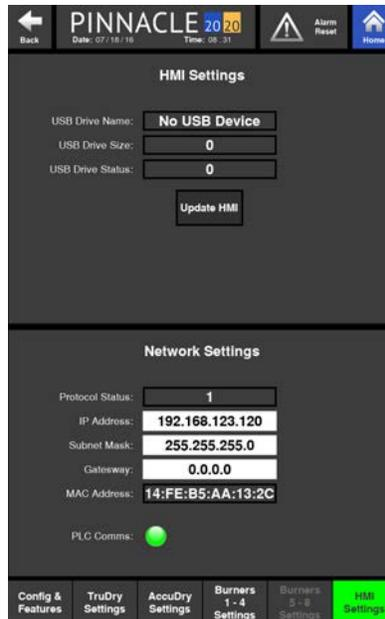 Back
PINNACLE 20 20
Date: 07/18/16 Time: 08:31
Alarm
Reset
Home
HMI Settings
USB Drive Name: No USB Device
USB Drive Size: 0
USB Drive Status: 0
Update HMI
Network Settings
Protocol Status: 1
IP Address: 192.168.123.120
Subnet Mask: 255.255.255.0
Gatesway: 0.0.0.0
MAC Address: 14:FE:B5:AA:13:2C
PLC Comms:
Config &
Features
TruDry
Settings
AccuDry
Settings
Burners
1 - 4
Settings
Burners
5 - 8
Settings
HMI
Settings